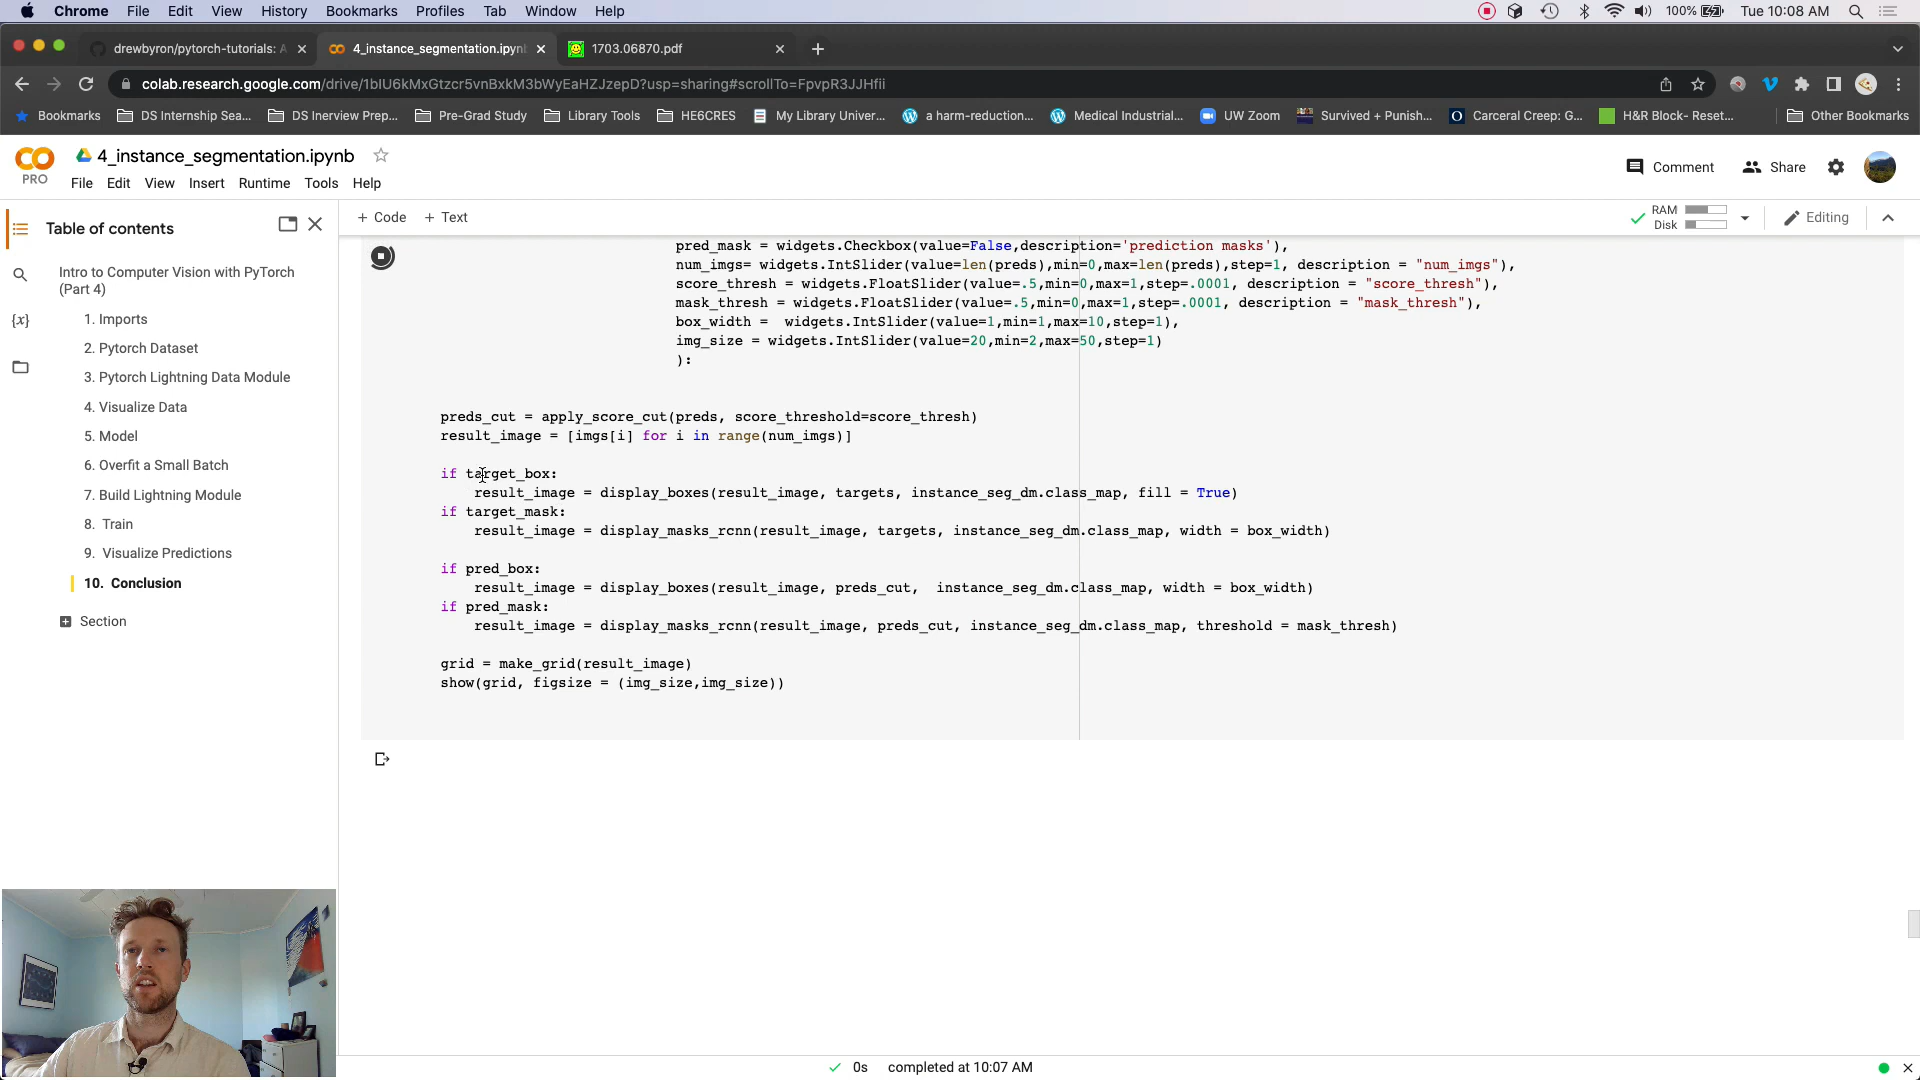 Chrome File Edit View History Bookmarks Profiles Tab Window Help 100% Tue 10:08 AM
drewbyron/pytorch-tutorials: A 4_instance_segmentation.ipyn 1703.06870.pdf
colab.research.google.com/drive/1blU6kMxGtzcr5vnBxkM3bWyEaHZJzepD?usp=sharing#scrollTo=FpvpR3JJHfii
Bookmarks DS Internship Sea... DS Inerview Prep... Pre-Grad Study Library Tools HE6CRES My Library Univer... a harm-reduction... Medical Industrial... UW Zoom Survived + Punish... Carceral Creep: G... H&R Block- Reset... Other Bookmarks
4_instance_segmentation.ipynb
PRO
File Edit View Insert Runtime Tools Help
Comment Share
Table of contents
+ Code + Text
RAM
Disk
Editing
Intro to Computer Vision with PyTorch
(Part 4)
1. Imports
2. Pytorch Dataset
3. Pytorch Lightning Data Module
4. Visualize Data
5. Model
6. Overfit a Small Batch
7. Build Lightning Module
8. Train
9. Visualize Predictions
10. Conclusion
Section
pred_mask = widgets.Checkbox(value=False,description='prediction masks'),
num_imgs= widgets.IntSlider(value=len(preds),min=0,max=len(preds),step=1, description = "num_imgs"),
score_thresh = widgets.FloatSlider(value=.5,min=0,max=1,step=.0001, description = "score_thresh"),
mask_thresh = widgets.FloatSlider(value=.5,min=0,max=1,step=.0001, description = "mask_thresh"),
box_width =  widgets.IntSlider(value=1,min=1,max=10,step=1),
img_size = widgets.IntSlider(value=20,min=2,max=50,step=1)
):
preds_cut = apply_score_cut(preds, score_threshold=score_thresh)
result_image = [imgs[i] for i in range(num_imgs)]
if target_box:
result_image = display_boxes(result_image, targets, instance_seg_dm.class_map, fill = True)
if target_mask:
result_image = display_masks_rcnn(result_image, targets, instance_seg_dm.class_map, width = box_width)
if pred_box:
result_image = display_boxes(result_image, preds_cut,  instance_seg_dm.class_map, width = box_width)
if pred_mask:
result_image = display_masks_rcnn(result_image, preds_cut, instance_seg_dm.class_map, threshold = mask_thresh)
grid = make_grid(result_image)
show(grid, figsize = (img_size,img_size))
0s completed at 10:07 AM